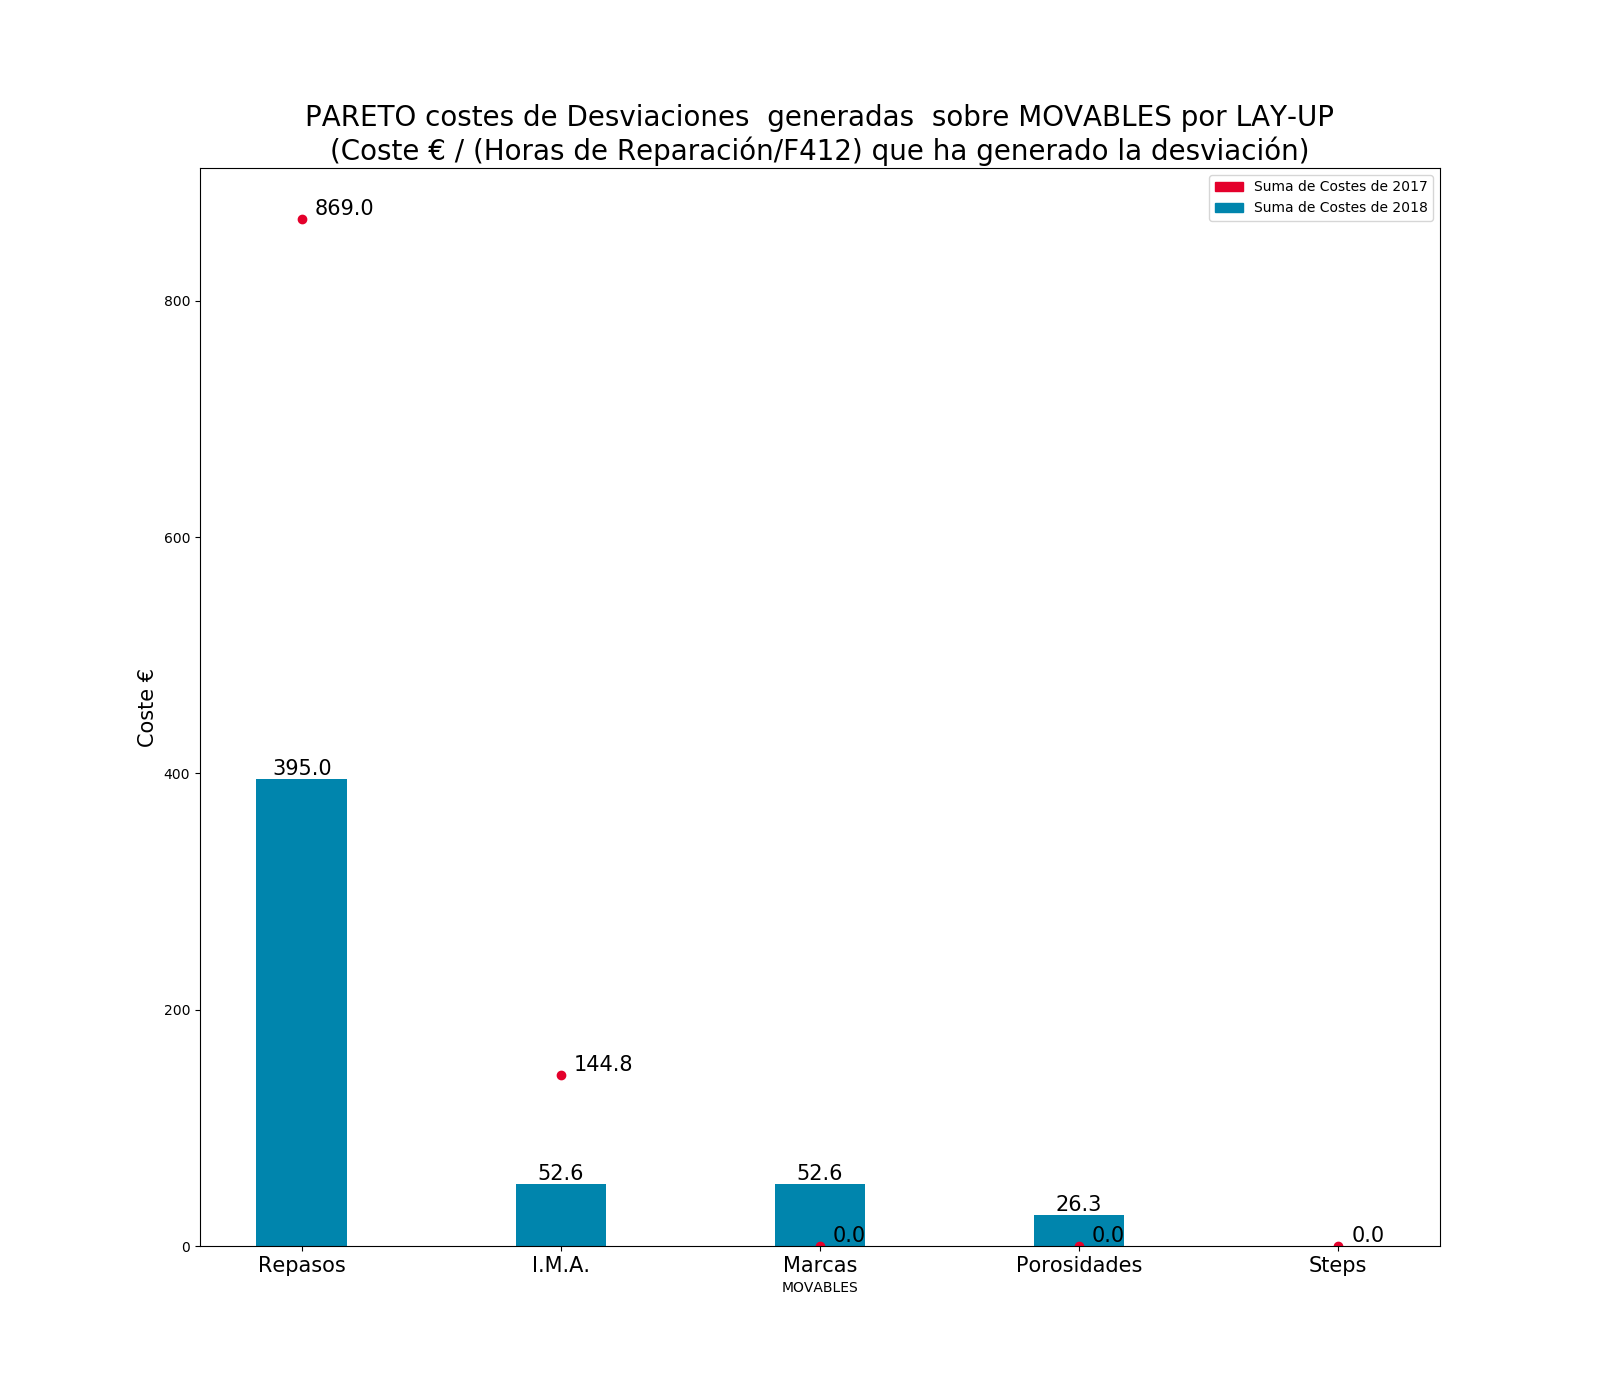 PARETO costes de Desviaciones  generadas  sobre MOVABLES por LAY-UP
(Coste € / (Horas de Reparación/F412) que ha generado la desviación)
Suma de Costes de 2017
Suma de Costes de 2018
869.0
800
600
Coste €
400
395.0
200
144.8
52.6
52.6
26.3
0.0
0.0
0.0
0
Repasos
I.M.A.
Marcas
Porosidades
Steps
MOVABLES